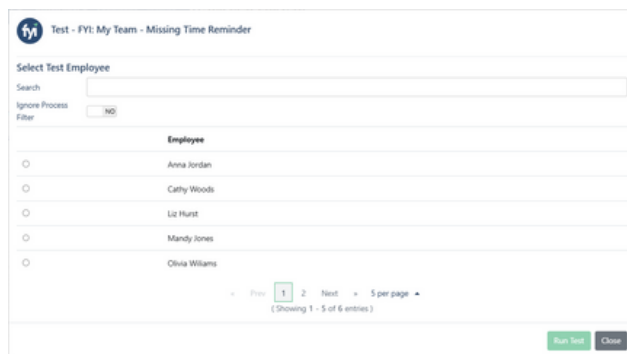 fyi Test - FYI: My Team - Missing Time Reminder
Select Test Employee
Search
Ignore Process
Filter
NO
Employee
Anna Jordan
Cathy Woods
Liz Hurst
Mandy Jones
Olivia Wiliams
« Prev 1 2 Next » 5 per page
( Showing 1 - 5 of 6 entries )
Run Test Close